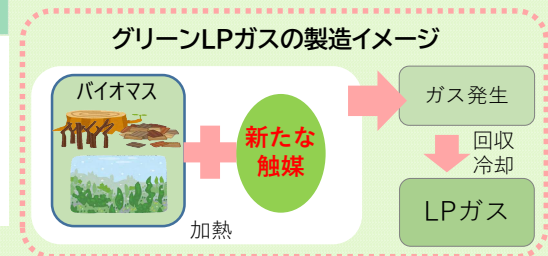 グリーンLPガスの製造イメージ
バイオマス
新たな
触媒
加熱
ガス発生
回収
冷却
LPガス